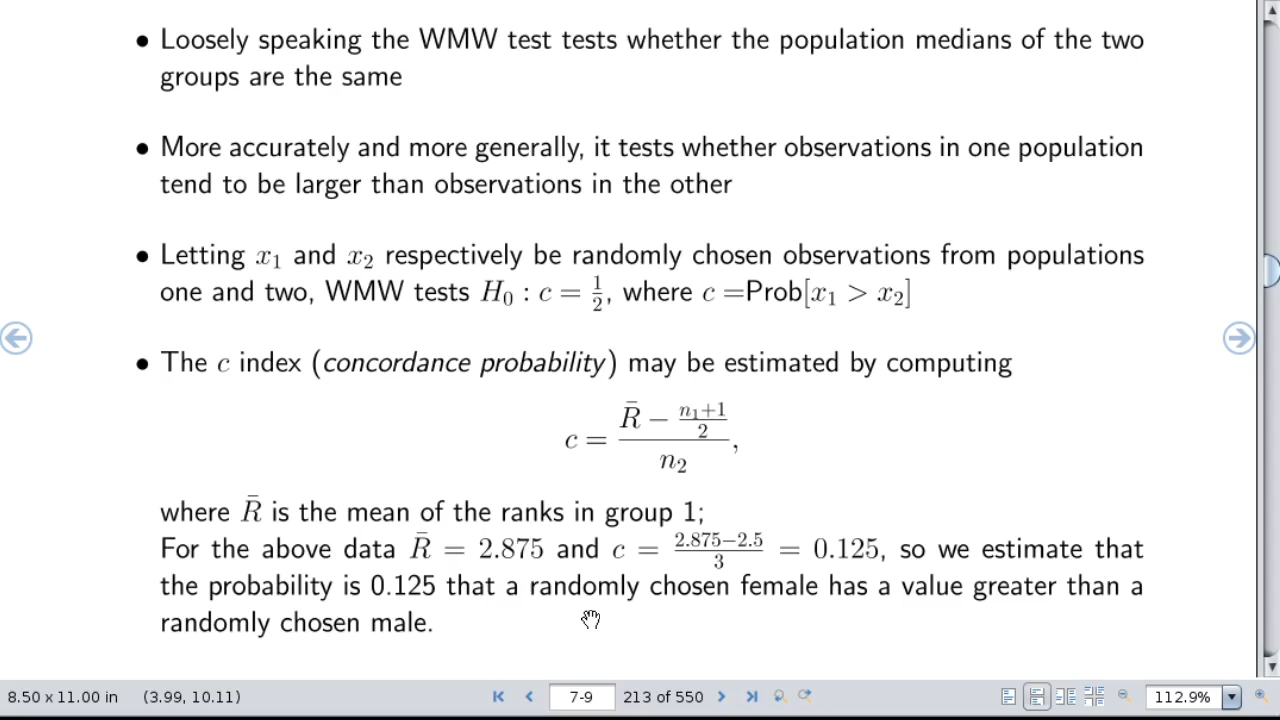 • Loosely speaking the WMW test tests whether the population medians of the two
groups are the same
• More accurately and more generally, it tests whether observations in one population
tend to be larger than observations in the other
• Letting x₁ and x₂ respectively be randomly chosen observations from populations
one and two, WMW tests H₀ : c = 1/2, where c =Prob[x₁ > x₂]
• The c index (concordance probability) may be estimated by computing
c = (R̄ − (n₁+1)/2) / n₂,
where R̄ is the mean of the ranks in group 1;
For the above data R̄ = 2.875 and c = (2.875−2.5)/3 = 0.125, so we estimate that
the probability is 0.125 that a randomly chosen female has a value greater than a
randomly chosen male.
8.50 x 11.00 in (3.99, 10.11) 7-9 213 of 550 112.9%